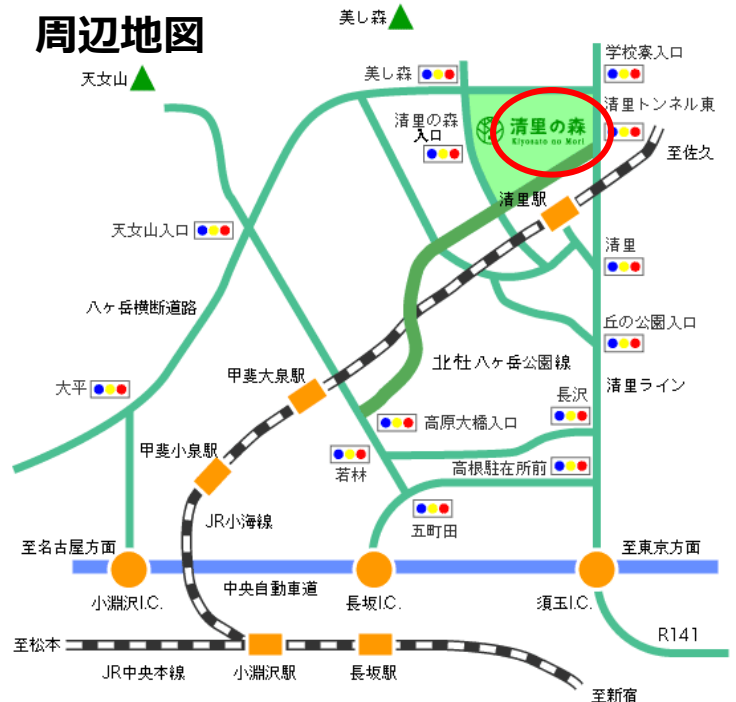 周辺地図
美し森
天女山
学校寮入口
美し森
清里トンネル東
清里の森
入口
清里の森
Kiyosato no Mori
至佐久
清里駅
天女山入口
清里
八ヶ岳横断道路
丘の公園入口
北杜八ヶ岳公園線
甲斐大泉駅
清里ライン
大平
長沢
高原大橋入口
甲斐小泉駅
高根駐在所前
若林
JR小海線
五町田
至名古屋方面
至東京方面
中央自動車道
小淵沢I.C.
長坂I.C.
須玉I.C.
R141
至松本
JR中央本線
小淵沢駅
長坂駅
至新宿